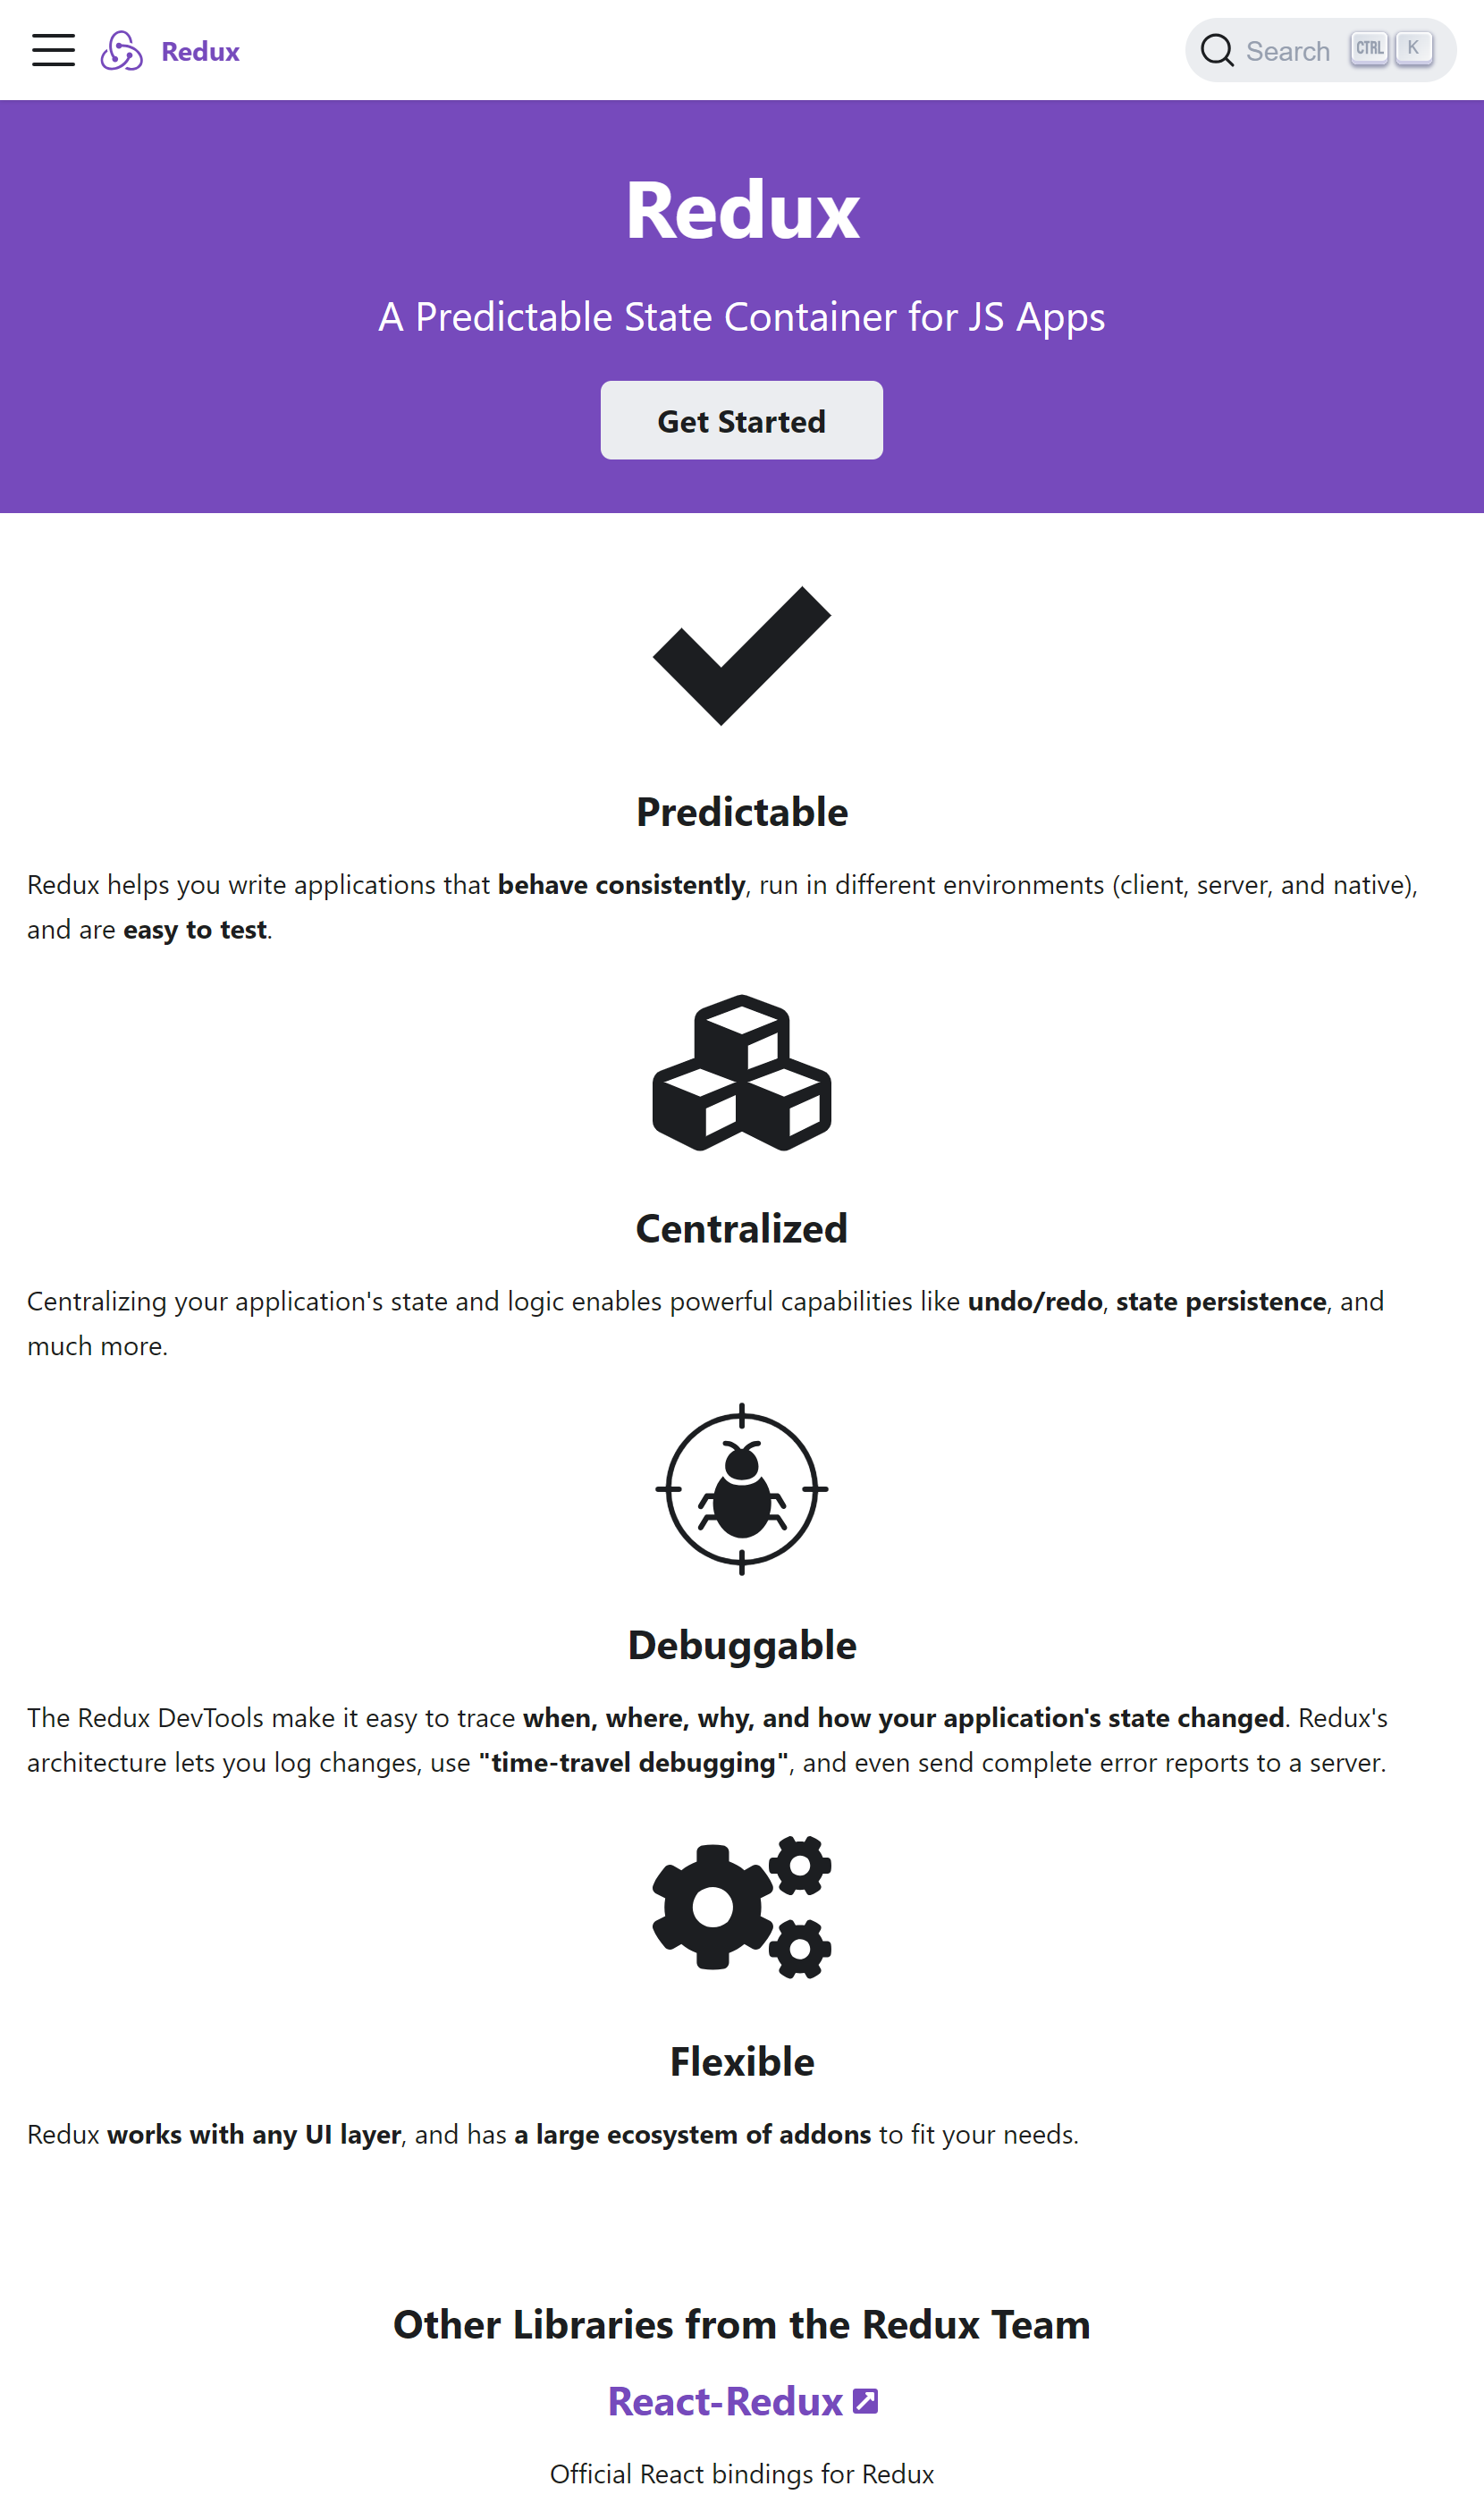 Redux
Search CTRL K
Redux
A Predictable State Container for JS Apps
Get Started
Predictable
Redux helps you write applications that behave consistently, run in different environments (client, server, and native),
and are easy to test.
Centralized
Centralizing your application's state and logic enables powerful capabilities like undo/redo, state persistence, and
much more.
Debuggable
The Redux DevTools make it easy to trace when, where, why, and how your application's state changed. Redux's
architecture lets you log changes, use "time-travel debugging", and even send complete error reports to a server.
Flexible
Redux works with any UI layer, and has a large ecosystem of addons to fit your needs.
Other Libraries from the Redux Team
React-Redux
Official React bindings for Redux